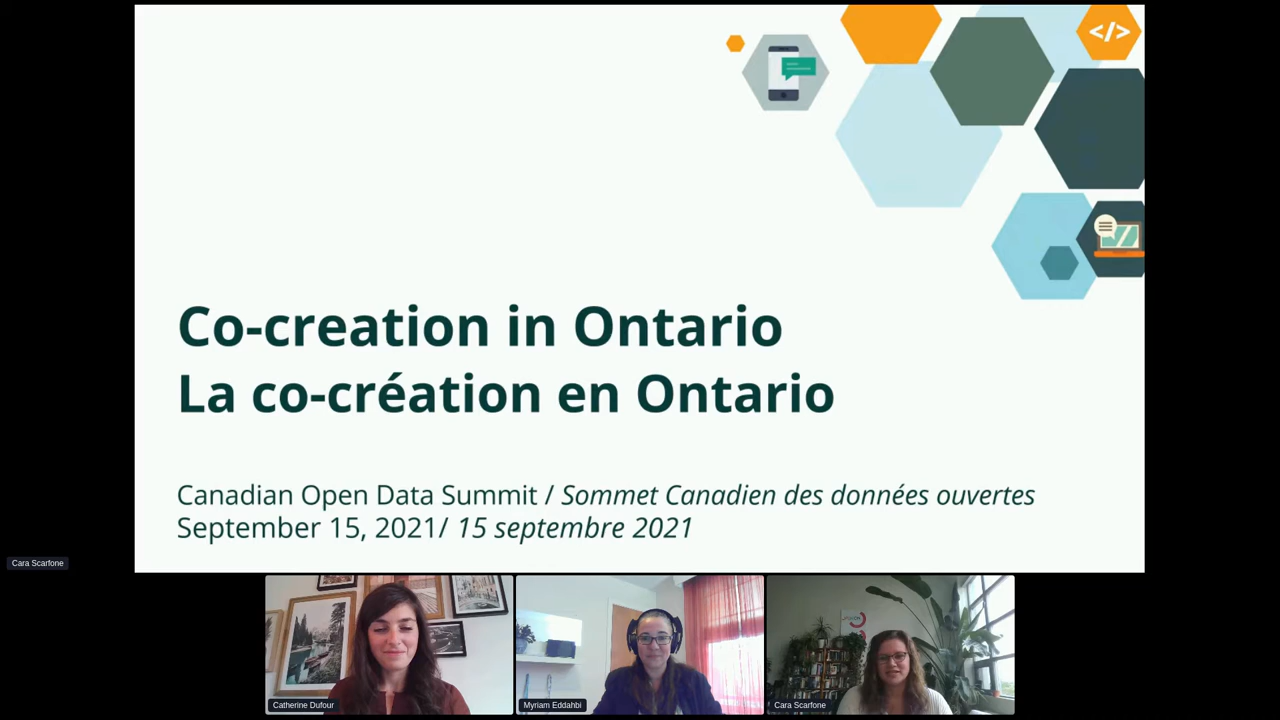 </>
Co-creation in Ontario
La co-création en Ontario
Canadian Open Data Summit / Sommet Canadien des données ouvertes
September 15, 2021/ 15 septembre 2021
Cara Scarfone
Catherine Dufour
Myriam Eddahbi
Cara Scarfone